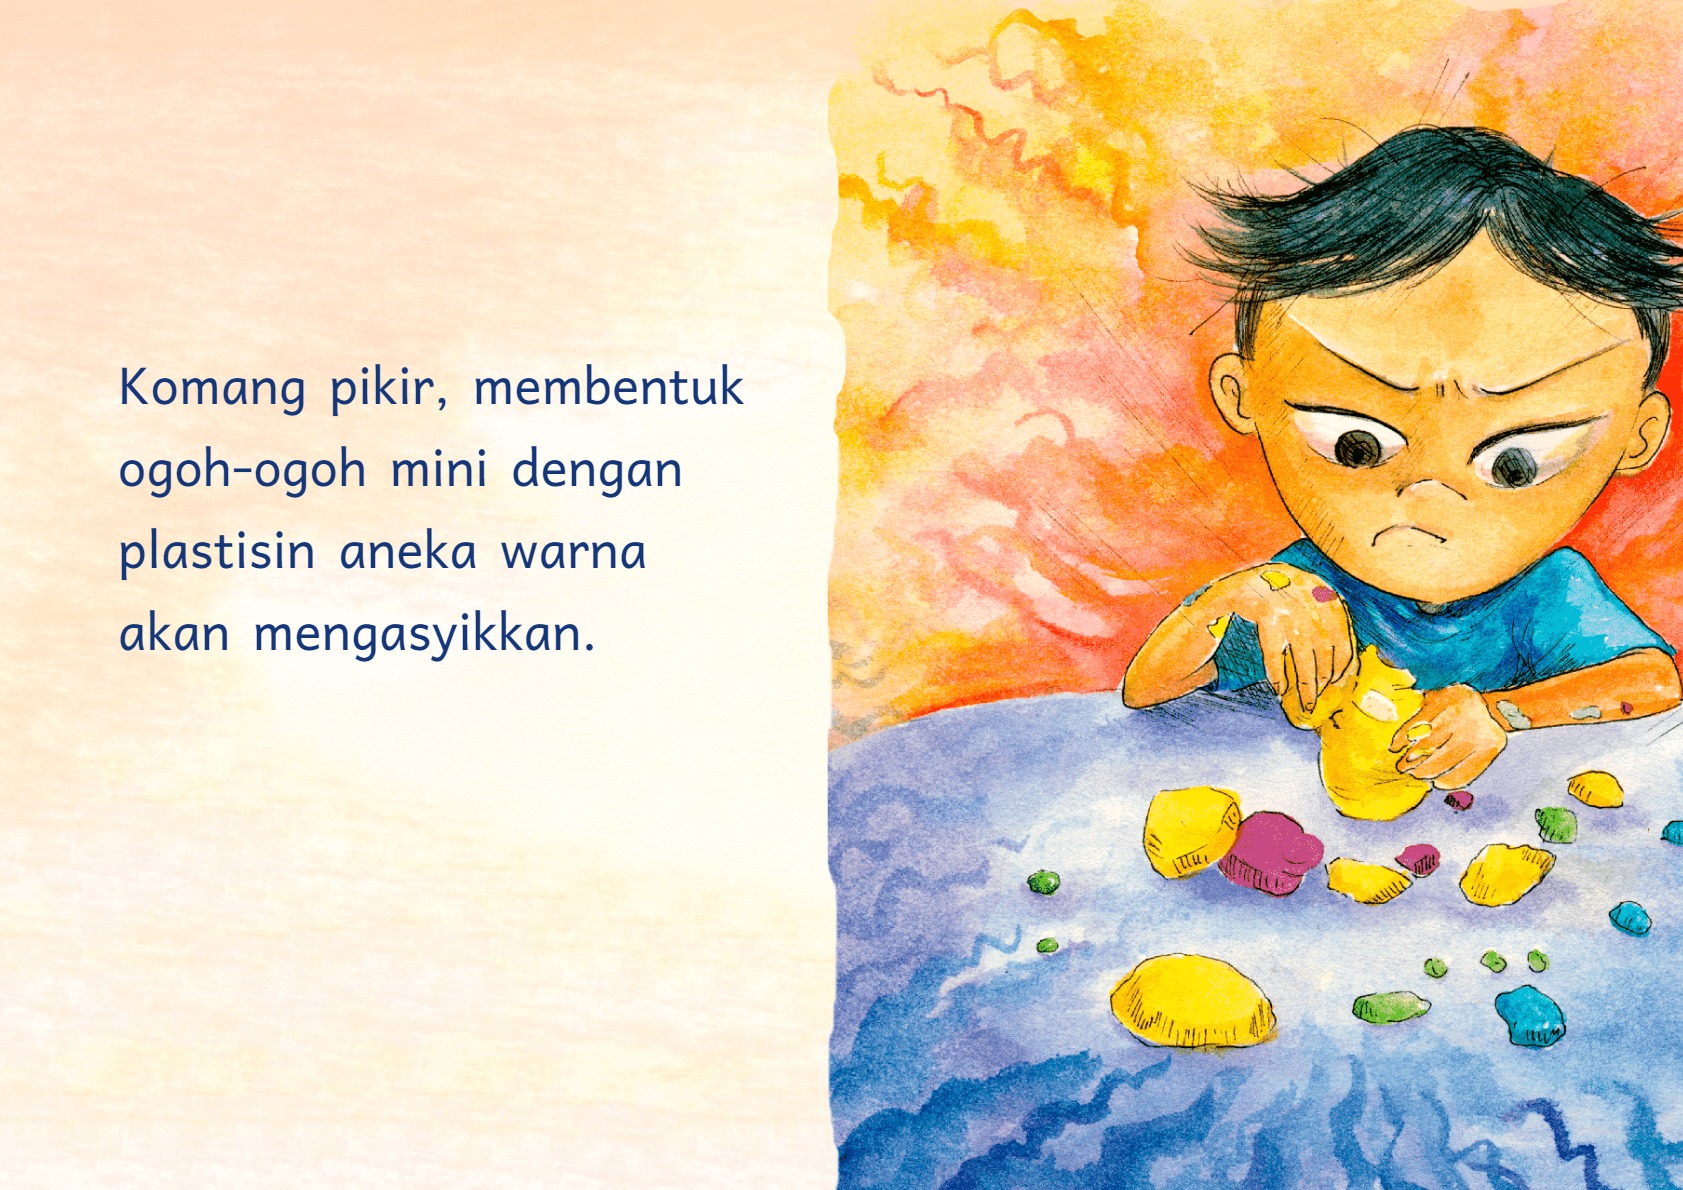 Komang pikir, membentuk
ogoh-ogoh mini dengan
plastisin aneka warna
akan mengasyikkan.